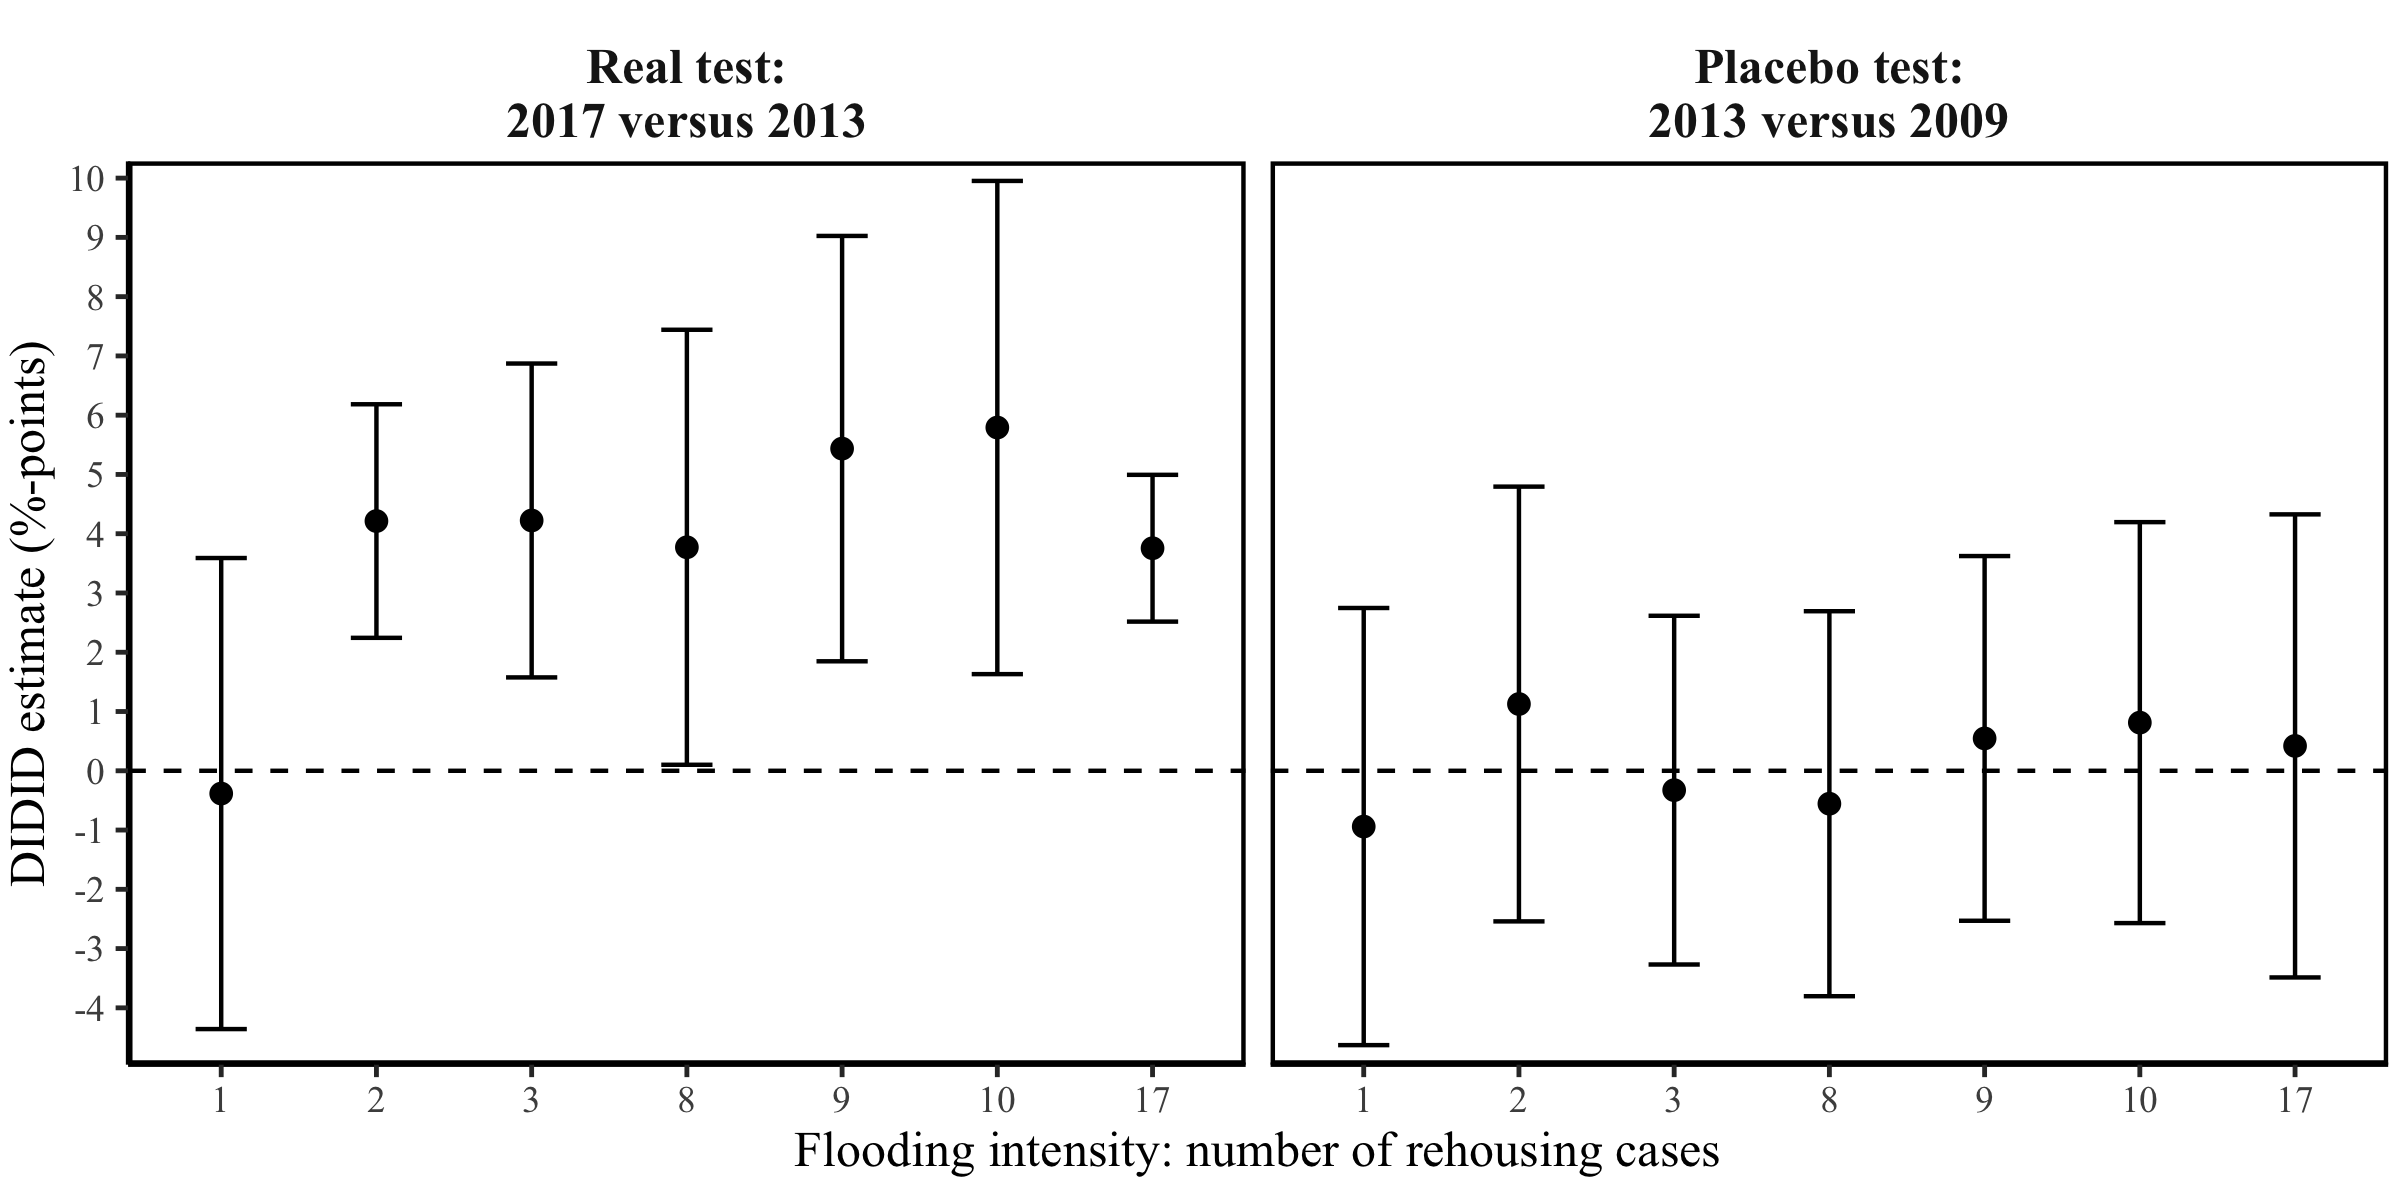 Real test:
2017 versus 2013
Placebo test:
2013 versus 2009
DIDID estimate (%-points)
10
9
8
7
6
5
4
3
2
1
0
-1
-2
-3
-4
1 2 3 8 9 10 17
1 2 3 8 9 10 17
Flooding intensity: number of rehousing cases